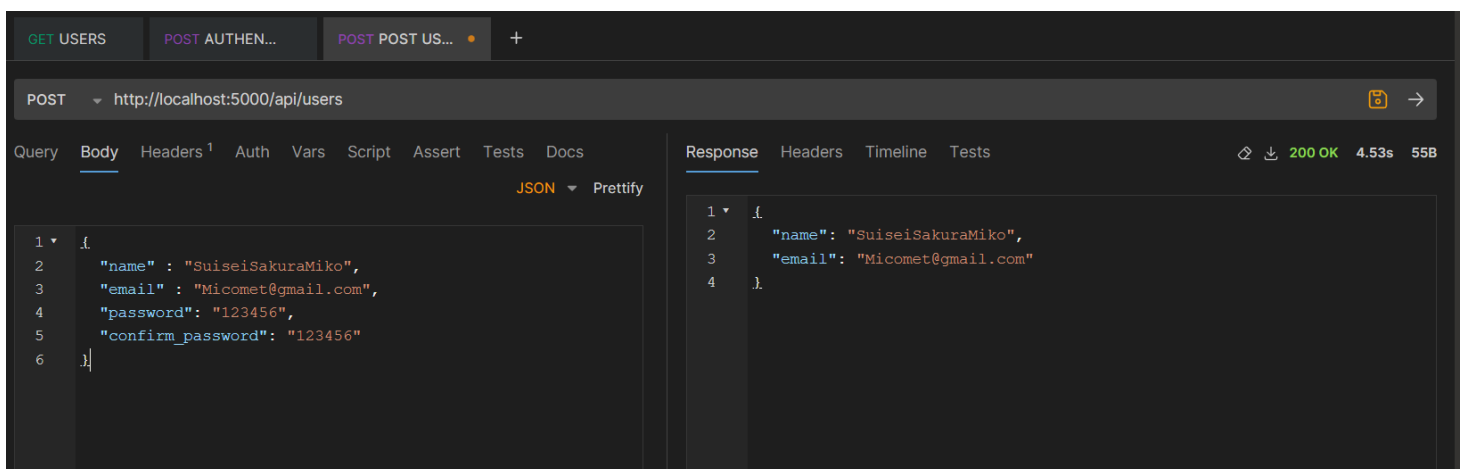 GET USERS POST AUTHEN... POST POST US... +
POST http://localhost:5000/api/users
Query Body Headers 1 Auth Vars Script Assert Tests Docs
JSON Prettify
1 {
2 "name" : "SuiseiSakuraMiko",
3 "email" : "Micomet@gmail.com",
4 "password": "123456",
5 "confirm_password": "123456"
6 }
Response Headers Timeline Tests 200 OK 4.53s 55B
1 {
2 "name": "SuiseiSakuraMiko",
3 "email": "Micomet@gmail.com"
4 }